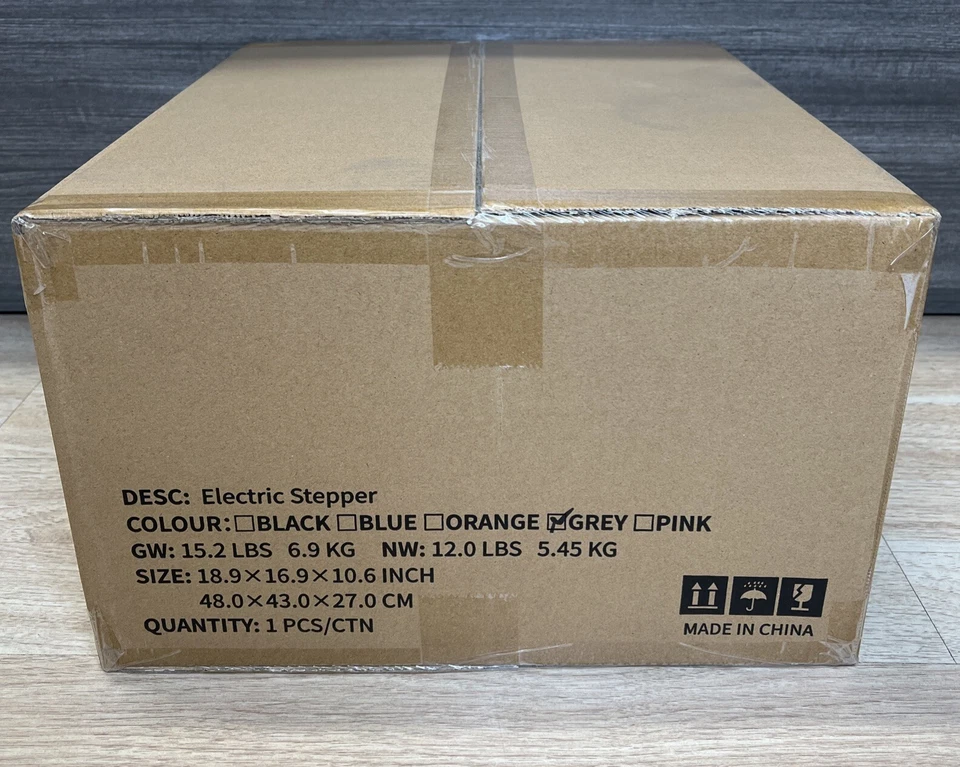 DESC: Electric Stepper
COLOUR: ☐BLACK ☐BLUE ☐ORANGE ☑GREY ☐PINK
GW: 15.2 LBS 6.9 KG NW: 12.0 LBS 5.45 KG
SIZE: 18.9×16.9×10.6 INCH
48.0×43.0×27.0 CM
QUANTITY: 1 PCS/CTN
MADE IN CHINA